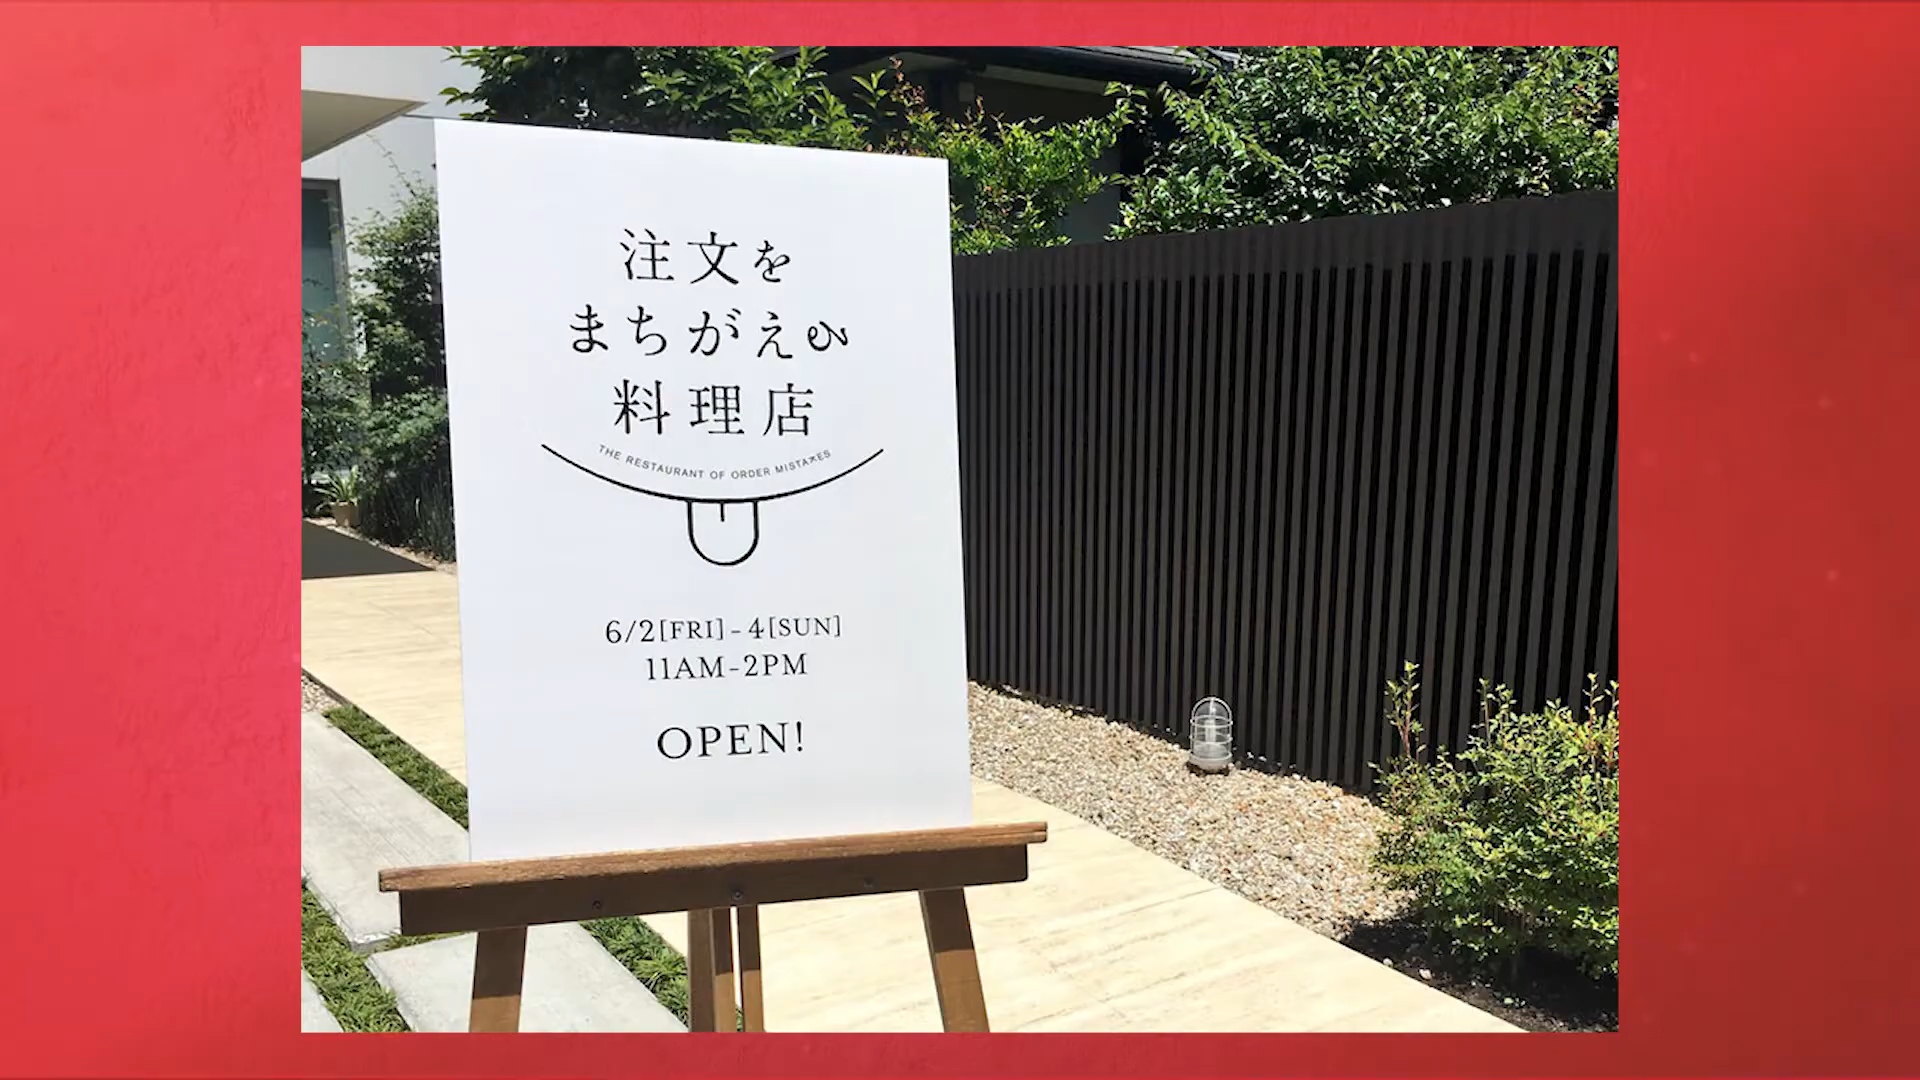 注文を
まちがえる
料理店
THE RESTAURANT OF ORDER MISTAKES
6/2[FRI]-4[SUN]
11AM-2PM
OPEN!